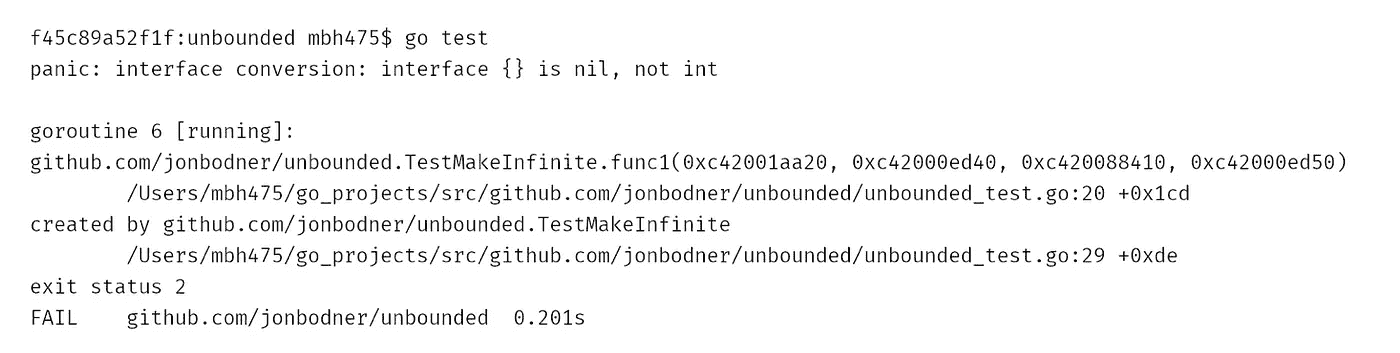 f45c89a52f1f:unbounded mbh475$ go test
panic: interface conversion: interface {} is nil, not int
goroutine 6 [running]:
github.com/jonbodner/unbounded.TestMakeInfinite.func1(0xc42001aa20, 0xc42000ed40, 0xc420088410, 0xc42000ed50)
/Users/mbh475/go_projects/src/github.com/jonbodner/unbounded/unbounded_test.go:20 +0x1cd
created by github.com/jonbodner/unbounded.TestMakeInfinite
/Users/mbh475/go_projects/src/github.com/jonbodner/unbounded/unbounded_test.go:29 +0xde
exit status 2
FAIL    github.com/jonbodner/unbounded  0.201s